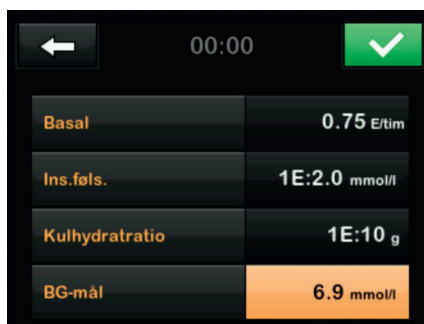 00:00
Basal 0.75 E/tim
Ins.føls. 1E:2.0 mmol/l
Kulhydratratio 1E:10 g
BG-mål 6.9 mmol/l